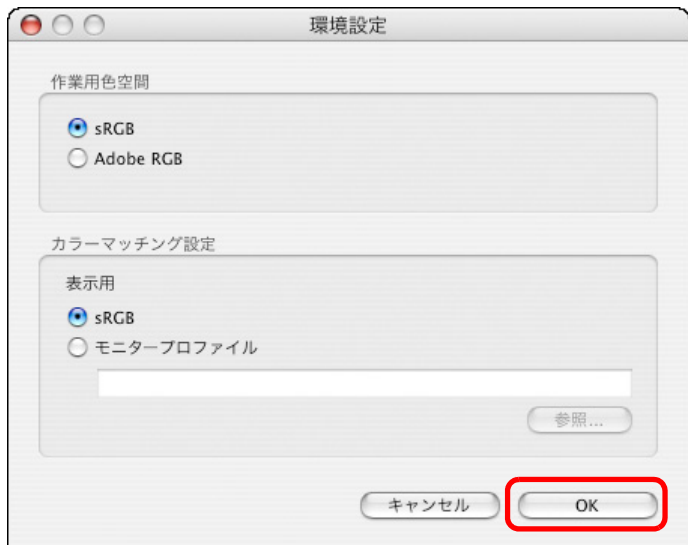 環境設定
作業用色空間
sRGB
Adobe RGB
カラーマッチング設定
表示用
sRGB
モニタープロファイル
参照...
キャンセル OK